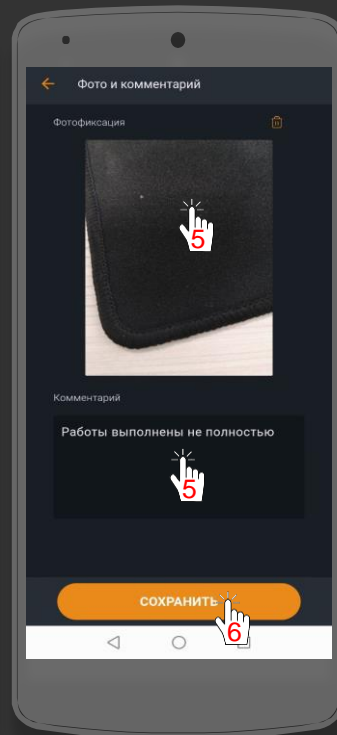 Фото и комментарий
Фотофиксация
5
Комментарий
Работы выполнены не полностью
5
СОХРАНИТЬ
6